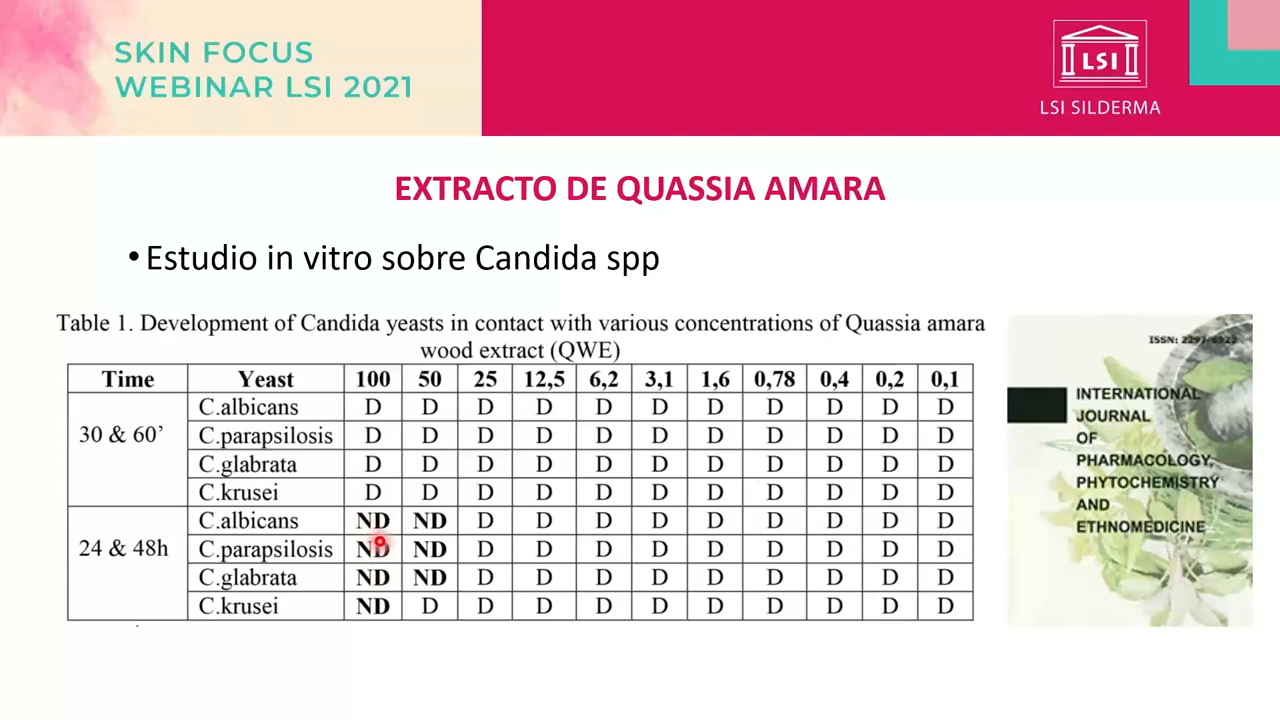 SKIN FOCUS
WEBINAR LSI 2021
LSI
LSI SILDERMA
EXTRACTO DE QUASSIA AMARA
• Estudio in vitro sobre Candida spp
Table 1. Development of Candida yeasts in contact with various concentrations of Quassia amara
wood extract (QWE)
Time Yeast 100 50 25 12,5 6,2 3,1 1,6 0,78 0,4 0,2 0,1
30 & 60’
C.albicans D D D D D D D D D D D
C.parapsilosis D D D D D D D D D D D
C.glabrata D D D D D D D D D D D
C.krusei D D D D D D D D D D D
24 & 48h
C.albicans ND ND D D D D D D D D D
C.parapsilosis ND ND D D D D D D D D D
C.glabrata ND ND D D D D D D D D D
C.krusei ND D D D D D D D D D D
INTERNATIONAL
JOURNAL
OF
PHARMACOLOGY,
PHYTOCHEMISTRY
AND
ETHNOMEDICINE